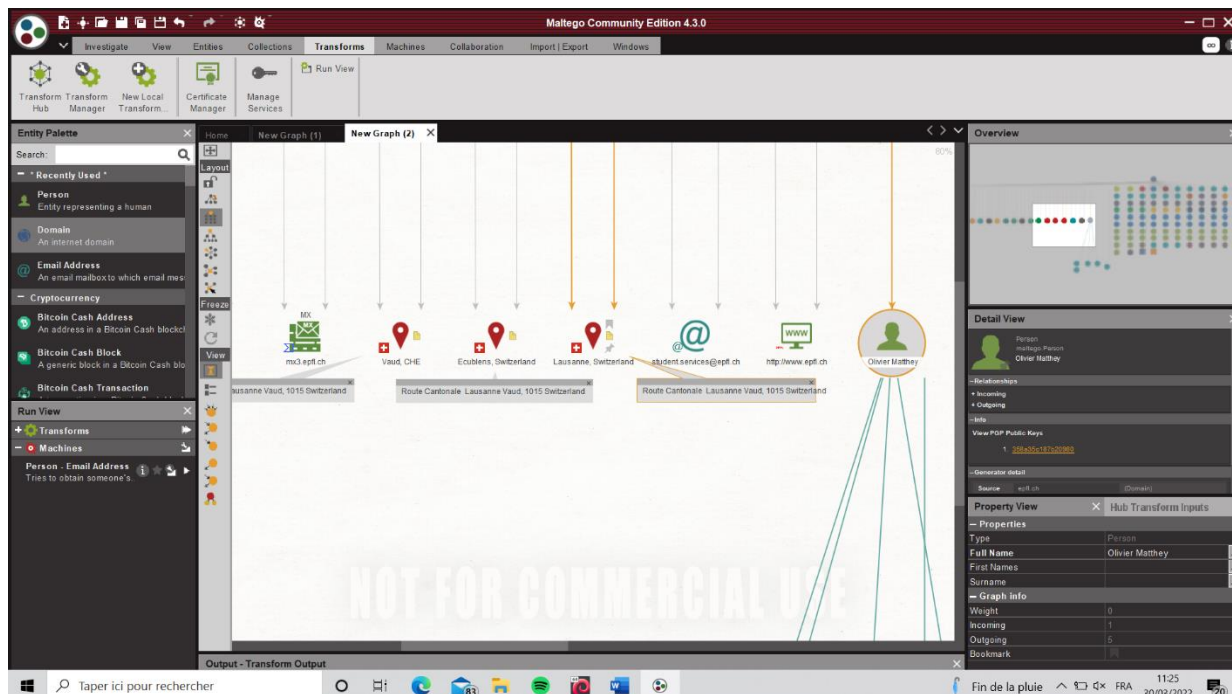 Maltego Community Edition 4.3.0
Investigate View Entities Collections Transforms Machines Collaboration Import | Export Windows
Transform Hub
Transform Manager
New Local Transform...
Certificate Manager
Manage Services
Run View
Entity Palette
Search:
* Recently Used *
Person
Entity representing a human
Domain
An internet domain
Email Address
An email mailbox to which email mes
Cryptocurrency
Bitcoin Cash Address
An address in a Bitcoin Cash blockch
Bitcoin Cash Block
A generic block in a Bitcoin Cash blo
Bitcoin Cash Transaction
Run View
Transforms
Machines
Person - Email Address
Tries to obtain someone's.
Home New Graph (1) New Graph (2)
Layout
Freeze
View
60%
MX
MX
mx3.epfl.ch
Vaud, CHE
Ecublens, Switzerland
Lausanne, Switzerland
student.services@epfl.ch
www
http://www.epfl.ch
Olivier Matthey
ausanne Vaud, 1015 Switzerland
Route Cantonale Lausanne Vaud, 1015 Switzerland
Route Cantonale Lausanne Vaud, 1015 Switzerland
NOT FOR COMMERCIAL USE
Output - Transform Output
Overview
Detail View
Person
maltego.Person
Olivier Matthey
Relationships
+ Incoming
+ Outgoing
Info
View PGP Public Keys
1.
Generator detail
Source epfl.ch (Domain)
Property View Hub Transform Inputs
Properties
Type Person
Full Name Olivier Matthey
First Names
Surname
Graph info
Weight 0
Incoming 1
Outgoing 5
Bookmark
Taper ici pour rechercher
83
Fin de la pluie
FRA
11:25
30/03/2022